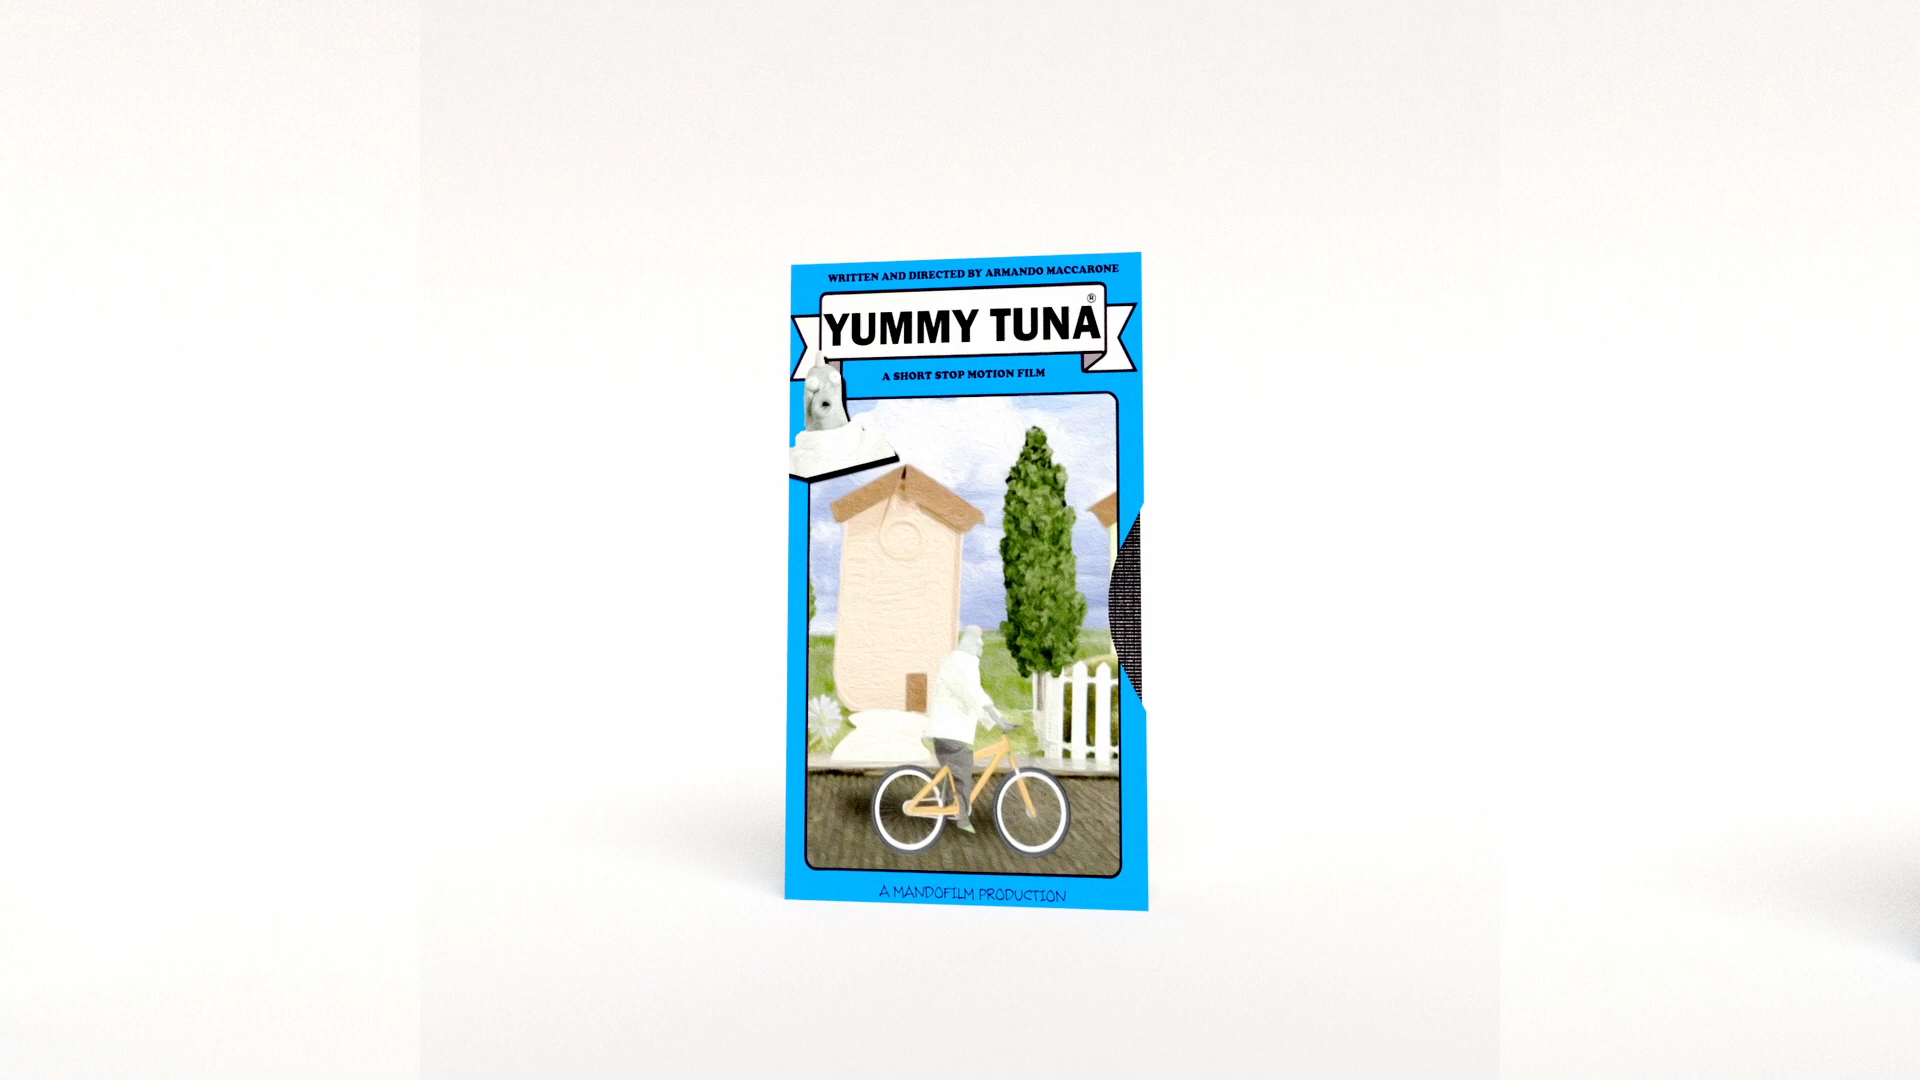 WRITTEN AND DIRECTED BY ARMANDO MACCARONE
YUMMY TUNA®
A SHORT STOP MOTION FILM
A MANDOFILM PRODUCTION